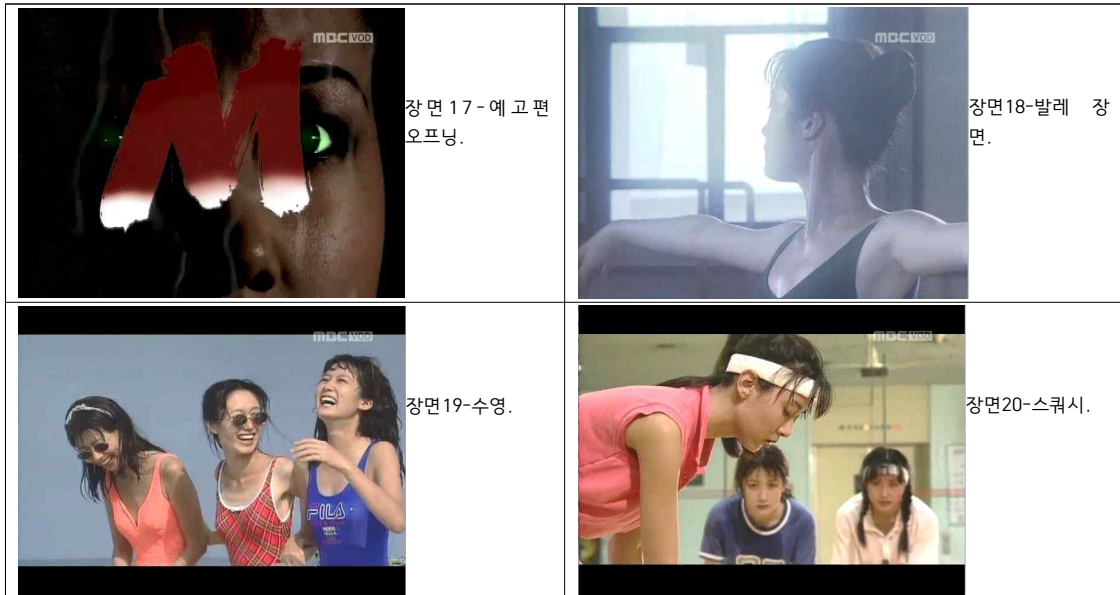 MBC VOD
M
장면17-예고편
오프닝.
MBC VOD
장면18-발레 장
면.
MBC VOD
FILA
장면19-수영.
MBC VOD
장면20-스쿼시.